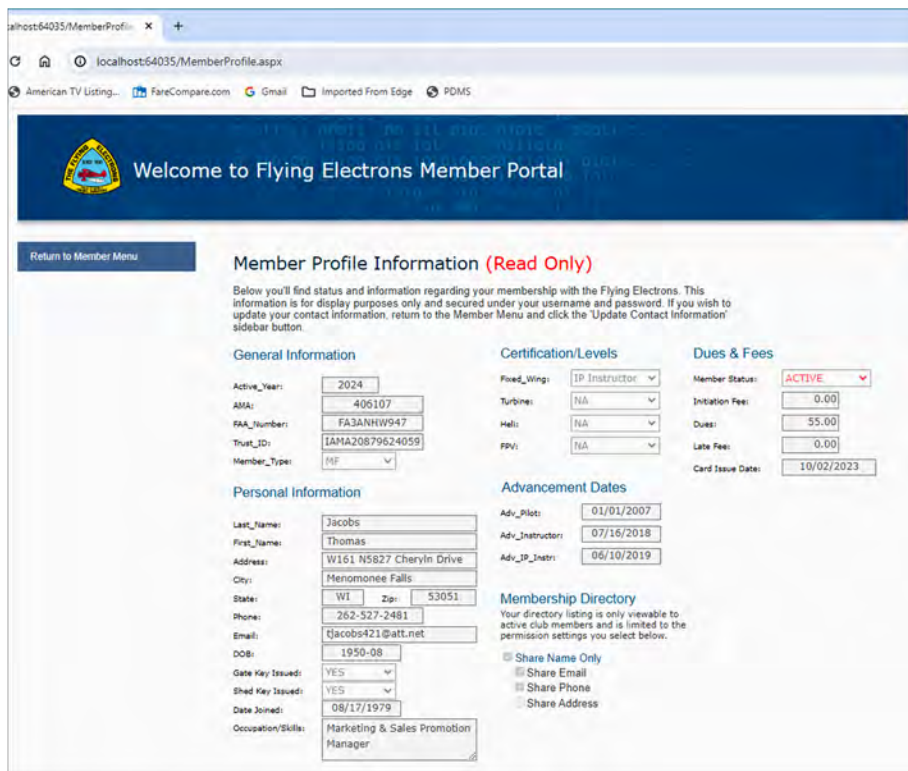 alhost:64035/MemberProfil
localhost:64035/MemberProfile.aspx
American TV Listing... FareCompare.com Gmail Imported From Edge PDMS
THE FLYING ELECTRONS
Welcome to Flying Electrons Member Portal
Return to Member Menu
Member Profile Information (Read Only)
Below you'll find status and information regarding your membership with the Flying Electrons. This
information is for display purposes only and secured under your username and password. If you wish to
update your contact information, return to the Member Menu and click the 'Update Contact Information'
sidebar button.
General Information
Active_Year: 2024
AMA: 406107
FAA_Number: FA3ANHW947
Trust_ID: IAMA20879624059
Member_Type: MF
Personal Information
Last_Name: Jacobs
First_Name: Thomas
Address: W161 N5827 Cheryln Drive
City: Menomonee Falls
State: WI Zip: 53051
Phone: 262-527-2481
Email: tjacobs421@att.net
DOB: 1950-08
Gate Key Issued: YES
Shed Key Issued: YES
Date Joined: 08/17/1979
Occupation/Skills: Marketing & Sales Promotion
Manager
Certification/Levels
Fixed_Wing: IP Instructor
Turbine: NA
Heli: NA
FPV: NA
Advancement Dates
Adv_Pilot: 01/01/2007
Adv_Instructor: 07/16/2018
Adv_IP_Instr: 06/10/2019
Membership Directory
Your directory listing is only viewable to
active club members and is limited to the
permission settings you select below.
Share Name Only
Share Email
Share Phone
Share Address
Dues & Fees
Member Status: ACTIVE
Initiation Fee: 0.00
Dues: 55.00
Late Fee: 0.00
Card Issue Date: 10/02/2023